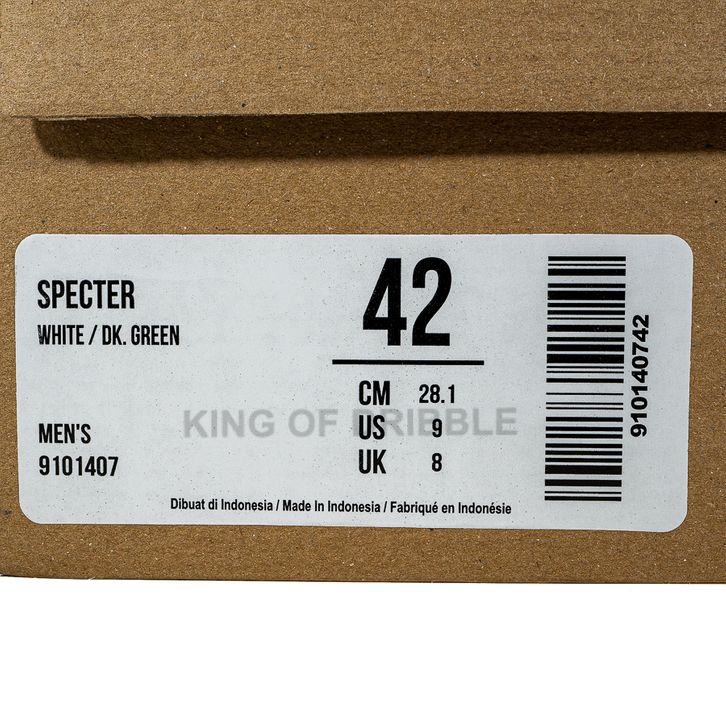 SPECTER
WHITE / DK. GREEN
MEN'S
9101407
42
CM 28.1
US 9
UK 8
KING OF DRIBBLE
Dibuat di Indonesia / Made In Indonesia / Fabriqué en Indonésie
910140742